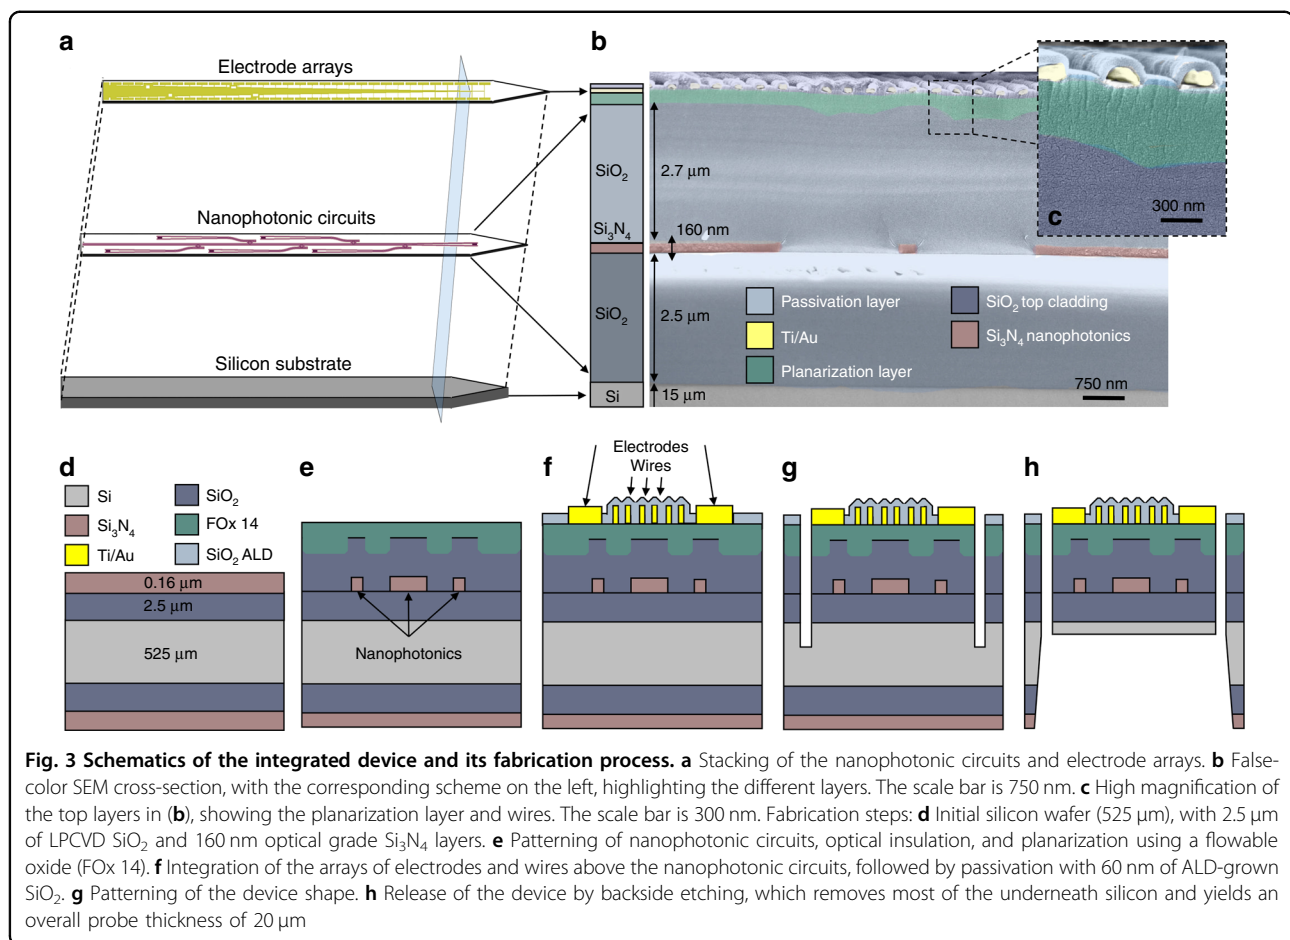 a
Electrode arrays
Nanophotonic circuits
Silicon substrate
b
SiO2
Si3N4
SiO2
Si
2.7 µm
160 nm
2.5 µm
15 µm
Passivation layer
Ti/Au
Planarization layer
SiO2 top cladding
Si3N4 nanophotonics
750 nm
c
300 nm
d
Si
Si3N4
Ti/Au
SiO2
FOx 14
SiO2 ALD
0.16 µm
2.5 µm
525 µm
e
Nanophotonics
f
Electrodes
Wires
g
h
Fig. 3 Schematics of the integrated device and its fabrication process. a Stacking of the nanophotonic circuits and electrode arrays. b False-
color SEM cross-section, with the corresponding scheme on the left, highlighting the different layers. The scale bar is 750 nm. c High magnification of
the top layers in (b), showing the planarization layer and wires. The scale bar is 300 nm. Fabrication steps: d Initial silicon wafer (525 µm), with 2.5 µm
of LPCVD SiO2 and 160 nm optical grade Si3N4 layers. e Patterning of nanophotonic circuits, optical insulation, and planarization using a flowable
oxide (FOx 14). f Integration of the arrays of electrodes and wires above the nanophotonic circuits, followed by passivation with 60 nm of ALD-grown
SiO2. g Patterning of the device shape. h Release of the device by backside etching, which removes most of the underneath silicon and yields an
overall probe thickness of 20 µm